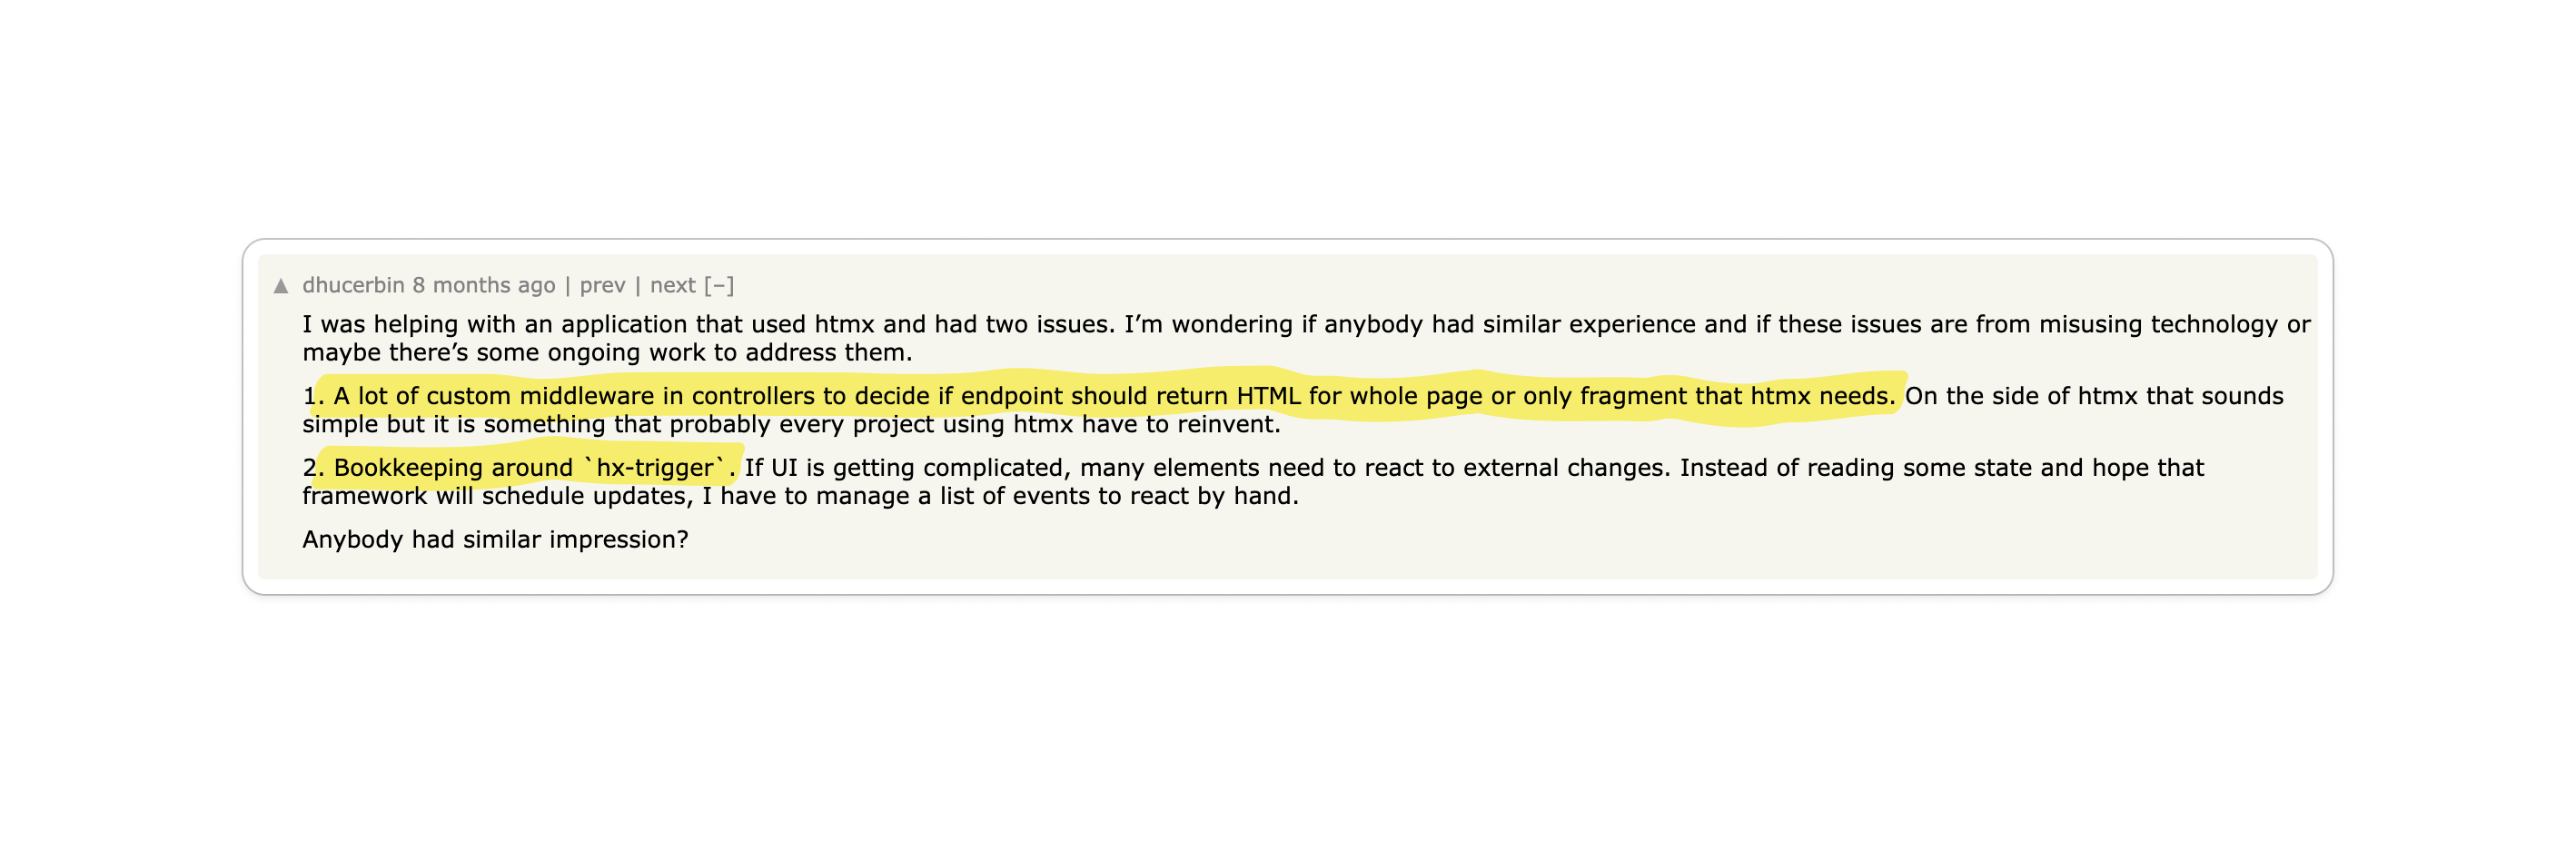 ▲ dhucerbin 8 months ago | prev | next [–]
I was helping with an application that used htmx and had two issues. I’m wondering if anybody had similar experience and if these issues are from misusing technology or
maybe there’s some ongoing work to address them.
1. A lot of custom middleware in controllers to decide if endpoint should return HTML for whole page or only fragment that htmx needs. On the side of htmx that sounds
simple but it is something that probably every project using htmx have to reinvent.
2. Bookkeeping around `hx-trigger`. If UI is getting complicated, many elements need to react to external changes. Instead of reading some state and hope that
framework will schedule updates, I have to manage a list of events to react by hand.
Anybody had similar impression?